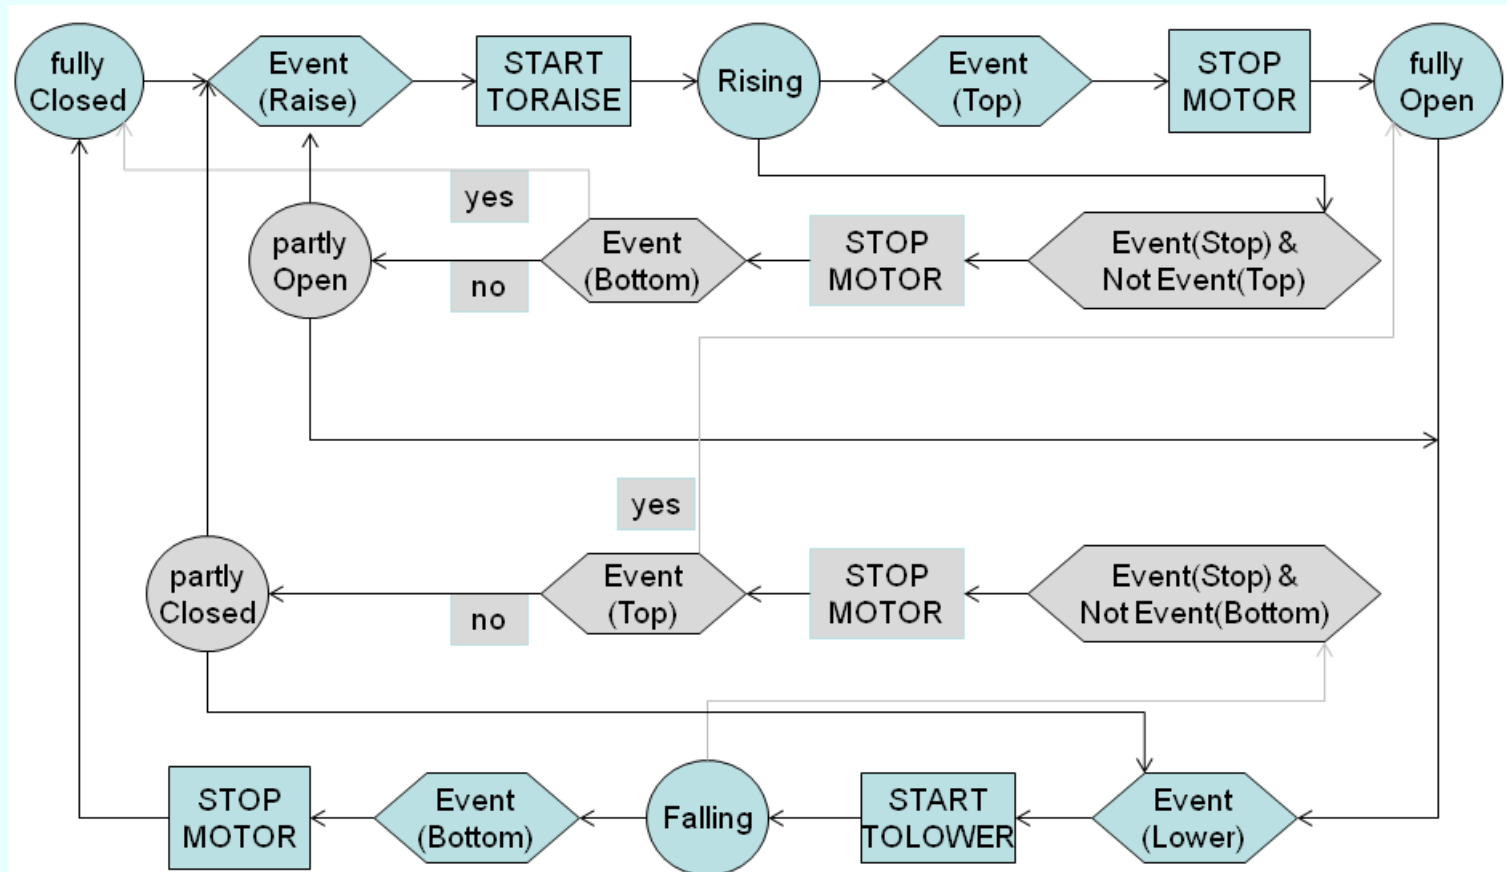 fully
Closed
Event
(Raise)
START
TORAISE
Rising
Event
(Top)
STOP
MOTOR
fully
Open
yes
partly
Open
no
Event
(Bottom)
STOP
MOTOR
Event(Stop) &
Not Event(Top)
yes
partly
Closed
no
Event
(Top)
STOP
MOTOR
Event(Stop) &
Not Event(Bottom)
STOP
MOTOR
Event
(Bottom)
Falling
START
TOLOWER
Event
(Lower)